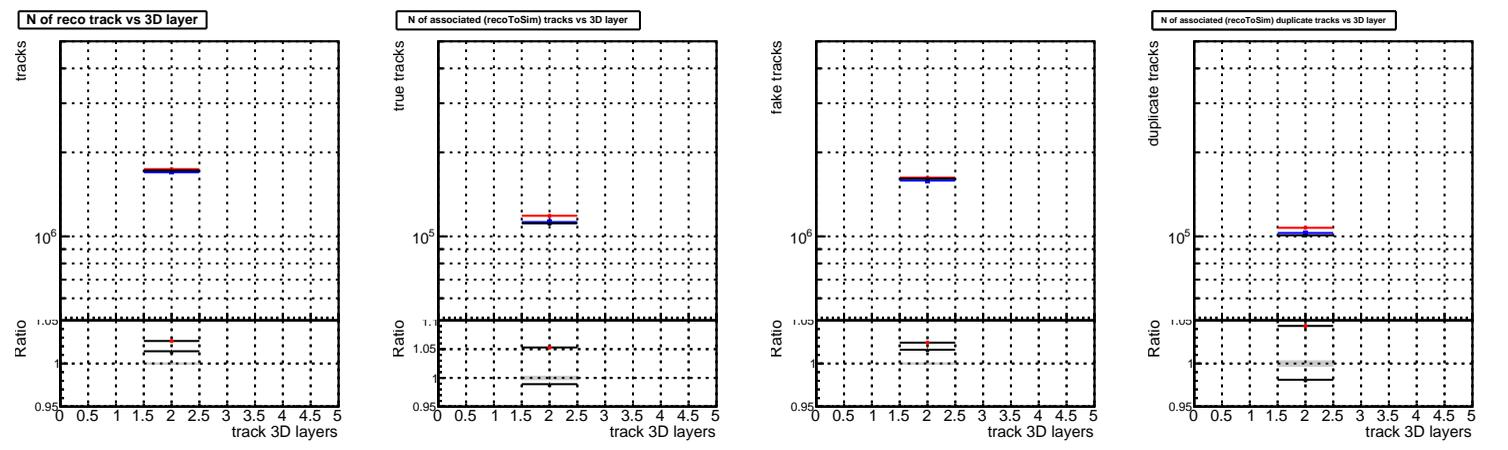 N of reco track vs 3D layer
tracks
10^6
Ratio
1.05
1
0.95
0 0.5 1 1.5 2 2.5 3 3.5 4 4.5 5
track 3D layers
N of associated (recoToSim) tracks vs 3D layer
true tracks
10^5
Ratio
1.1
1.05
1
0.95
0 0.5 1 1.5 2 2.5 3 3.5 4 4.5 5
track 3D layers
fake tracks
10^6
Ratio
1.05
1
0.95
0 0.5 1 1.5 2 2.5 3 3.5 4 4.5 5
track 3D layers
N of associated (recoToSim) duplicate tracks vs 3D layer
duplicate tracks
10^5
Ratio
1.05
1
0.95
0 0.5 1 1.5 2 2.5 3 3.5 4 4.5 5
track 3D layers